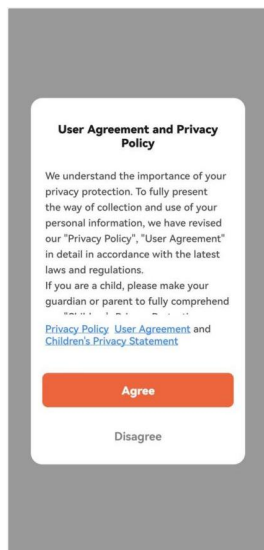 User Agreement and Privacy
Policy
We understand the importance of your
privacy protection. To fully present
the way of collection and use of your
personal information, we have revised
our "Privacy Policy", "User Agreement"
in detail in accordance with the latest
laws and regulations.
If you are a child, please make your
guardian or parent to fully comprehend
Privacy Policy User Agreement and
Children's Privacy Statement
Agree
Disagree